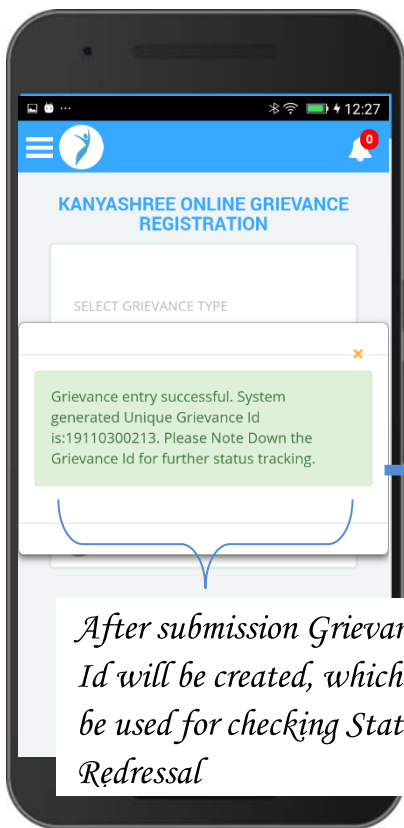 12:27
0
KANYASHREE ONLINE GRIEVANCE
REGISTRATION
SELECT GRIEVANCE TYPE
×
Grievance entry successful. System
generated Unique Grievance Id
is:19110300213. Please Note Down the
Grievance Id for further status tracking.
After submission Grievan
Id will be created, which
be used for checking Stat
Redressal